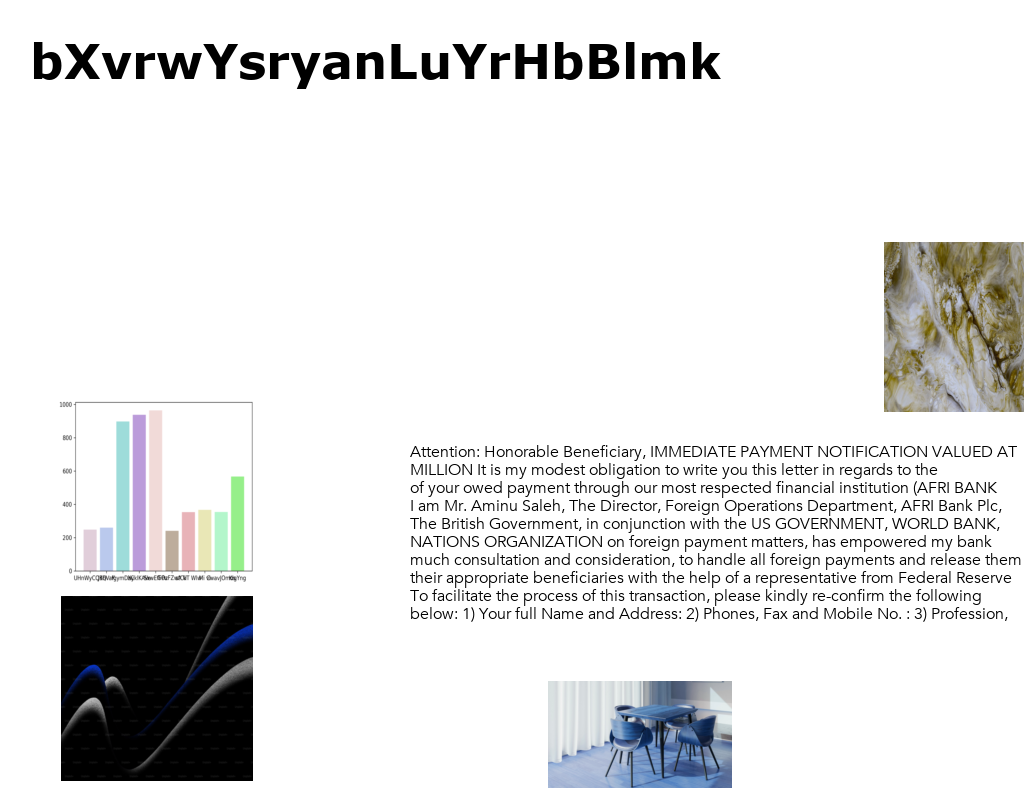 bXvrwYsryanLuYrHbBlmk
1000
800
600
400
200
0
Attention: Honorable Beneficiary, IMMEDIATE PAYMENT NOTIFICATION VALUED AT
MILLION It is my modest obligation to write you this letter in regards to the
of your owed payment through our most respected financial institution (AFRI BANK
I am Mr. Aminu Saleh, The Director, Foreign Operations Department, AFRI Bank Plc,
The British Government, in conjunction with the US GOVERNMENT, WORLD BANK,
NATIONS ORGANIZATION on foreign payment matters, has empowered my bank
much consultation and consideration, to handle all foreign payments and release them
their appropriate beneficiaries with the help of a representative from Federal Reserve
To facilitate the process of this transaction, please kindly re-confirm the following
below: 1) Your full Name and Address: 2) Phones, Fax and Mobile No. : 3) Profession,